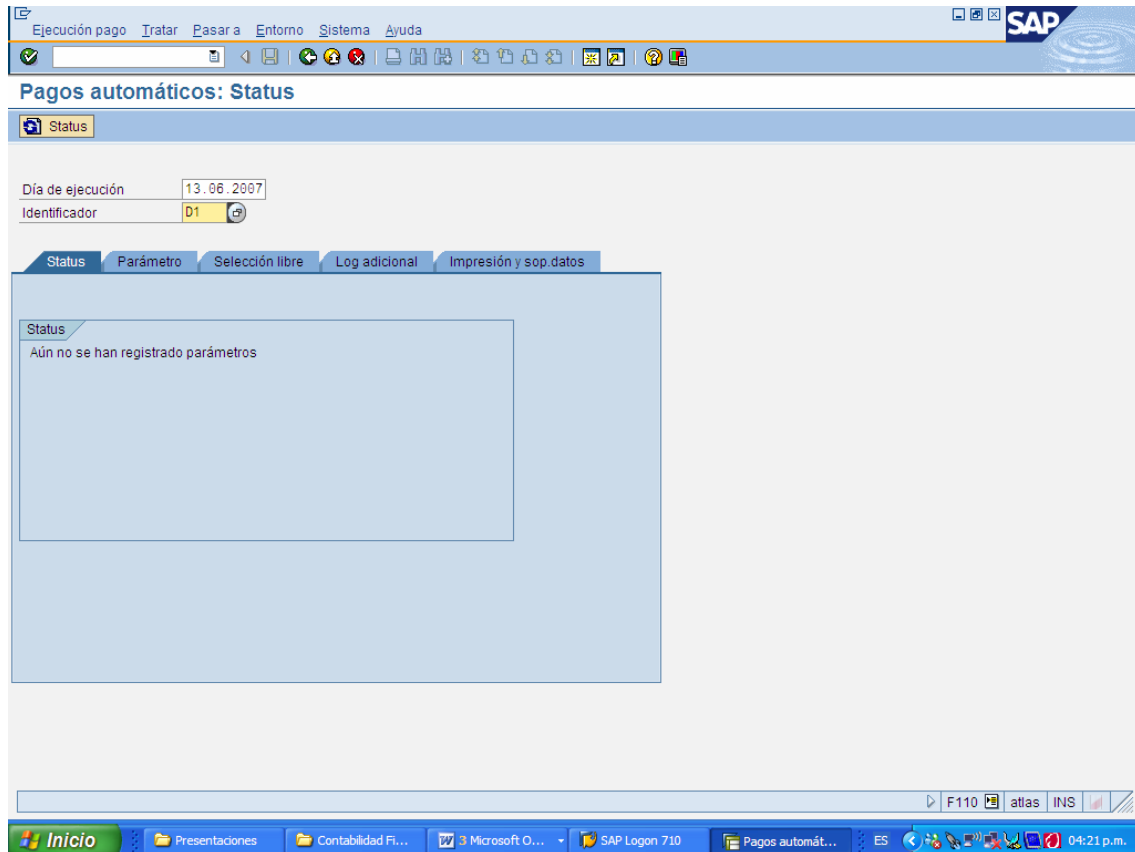 Ejecución pago Tratar Pasar a Entorno Sistema Ayuda
SAP
Pagos automáticos: Status
Status
Día de ejecución 13.06.2007
Identificador D1
Status Parámetro Selección libre Log adicional Impresión y sop.datos
Status
Aún no se han registrado parámetros
F110 atlas INS
Inicio Presentaciones Contabilidad Fi... 3 Microsoft O... SAP Logon 710 Pagos automát... ES 04:21 p.m.